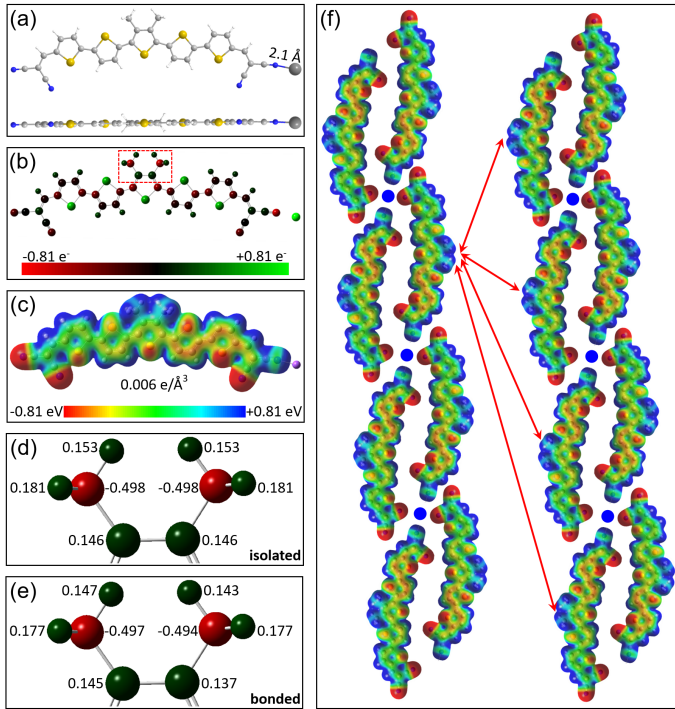 (a)
2.1 Å
(b)
-0.81 e⁻
+0.81 e⁻
(c)
0.006 e/Å³
-0.81 eV
+0.81 eV
(d)
0.153
0.153
0.181
-0.498
-0.498
0.181
0.146
0.146
isolated
(e)
0.147
0.143
0.177
-0.497
-0.494
0.177
0.145
0.137
bonded
(f)